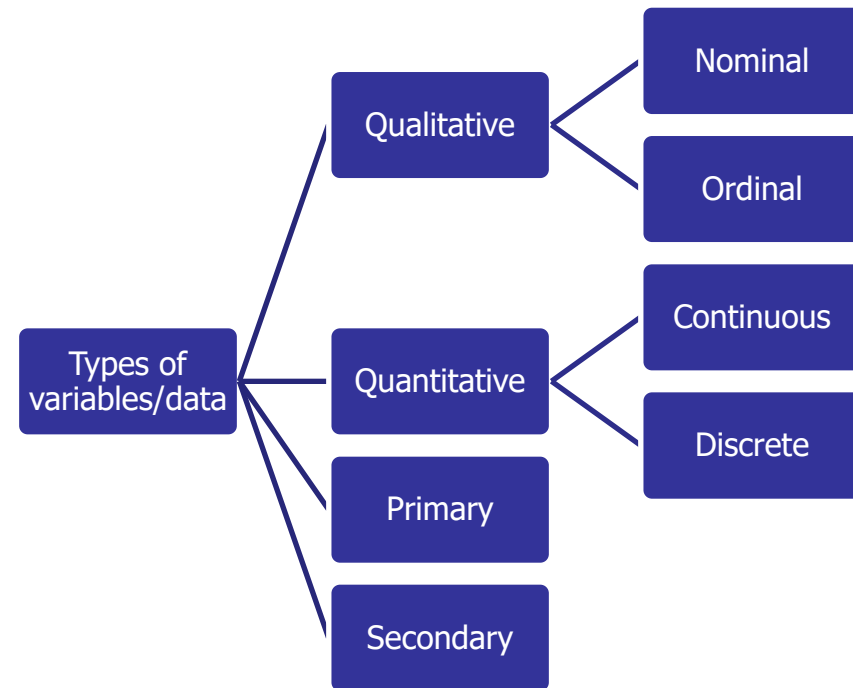 Types of
variables/data
Qualitative
Nominal
Ordinal
Quantitative
Continuous
Discrete
Primary
Secondary